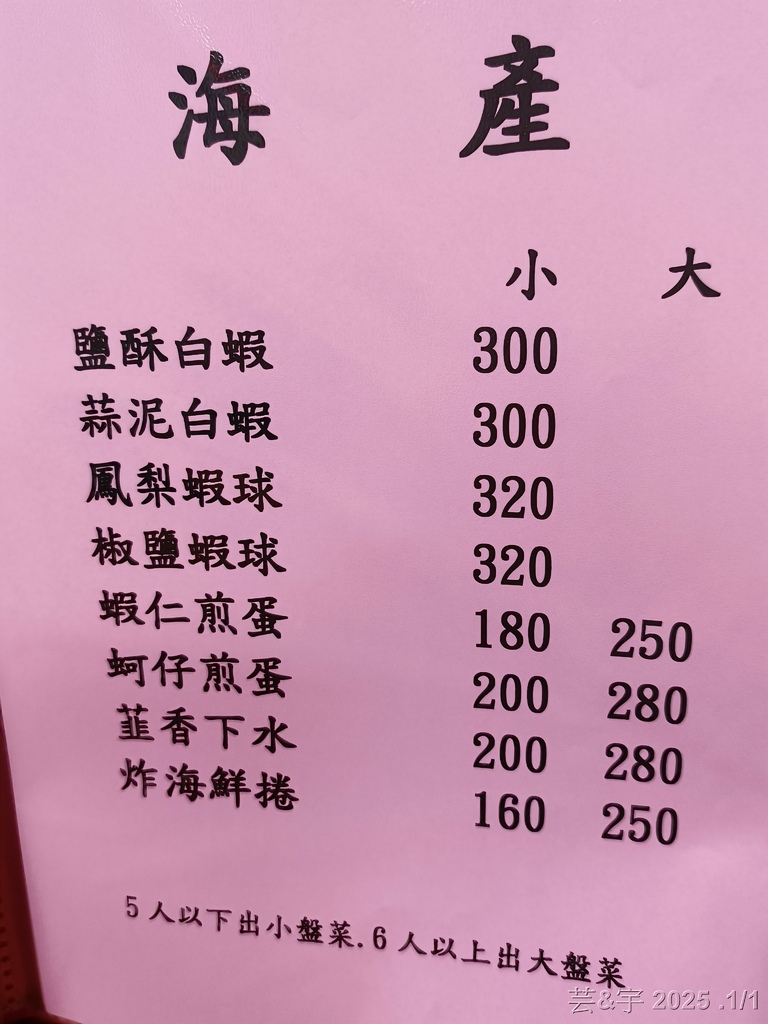 海產
小 大
鹽酥白蝦 300
蒜泥白蝦 300
鳳梨蝦球 320
椒鹽蝦球 320
蝦仁煎蛋 180 250
蚵仔煎蛋 200 280
韮香下水 200 280
炸海鮮捲 160 250
5人以下出小盤菜.6人以上出大盤菜
芸&宇 2025 .1/1